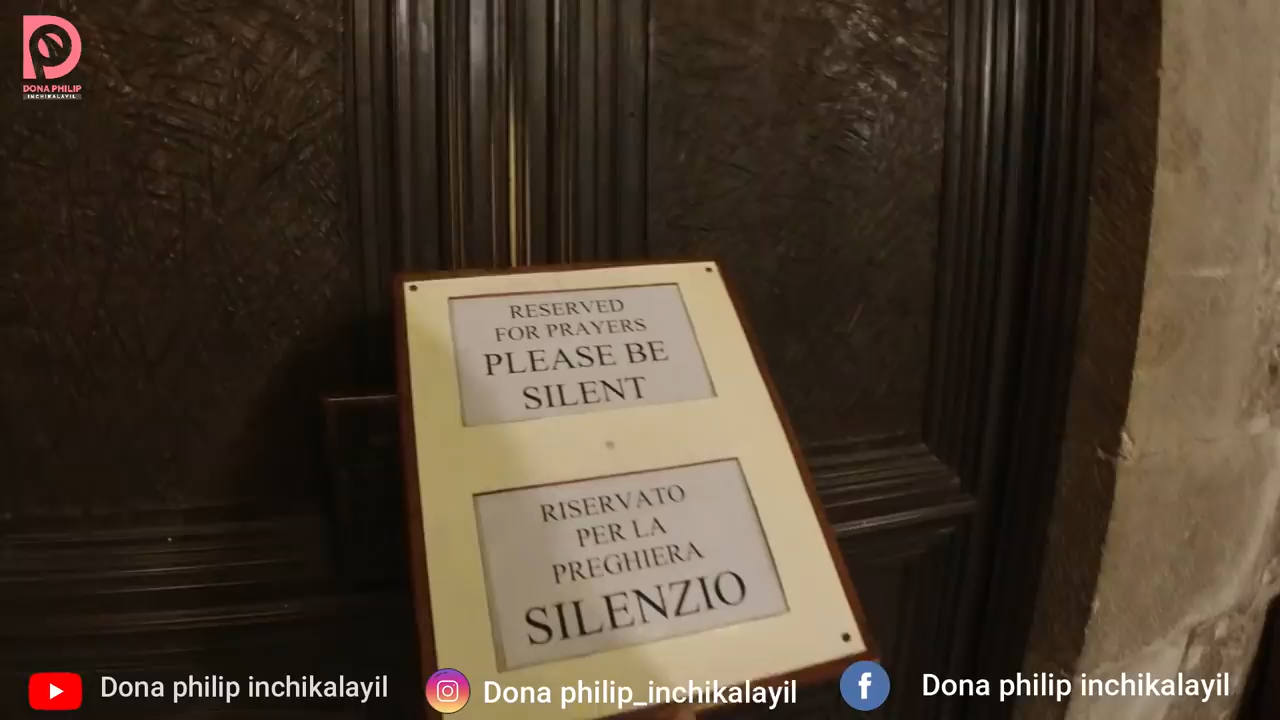 DONA PHILIP
INCHIKALAYIL
RESERVED
FOR PRAYERS
PLEASE BE
SILENT
RISERVATO
PER LA
PREGHIERA
SILENZIO
Dona philip inchikalayil
Dona philip_inchikalayil
Dona philip inchikalayil